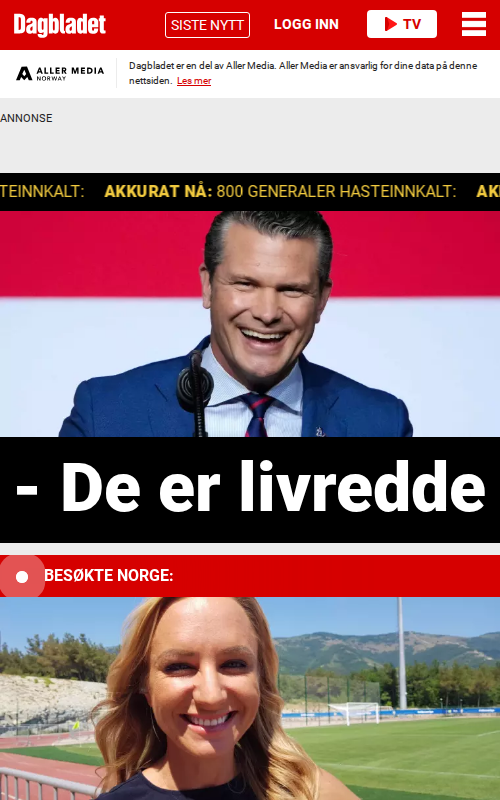 Dagbladet
SISTE NYTT
LOGG INN
TV
ALLER MEDIA
NORWAY
Dagbladet er en del av Aller Media. Aller Media er ansvarlig for dine data på denne
nettsiden. Les mer
ANNONSE
TEINNKALT: AKKURAT NÅ: 800 GENERALER HASTEINNKALT: AK
- De er livredde
BESØKTE NORGE: